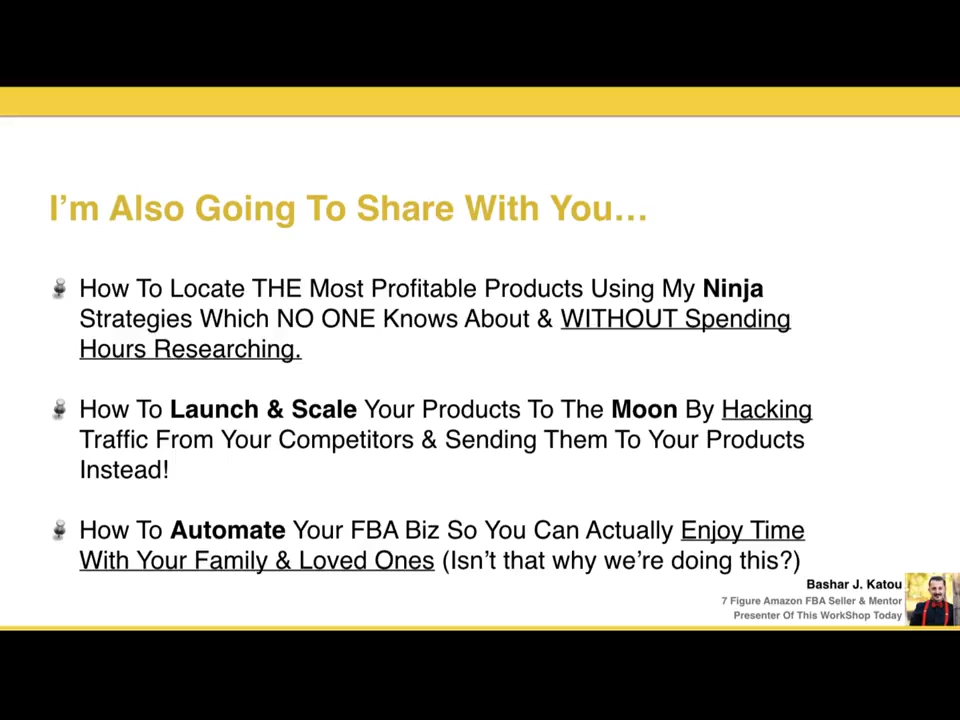 I’m Also Going To Share With You…
How To Locate THE Most Profitable Products Using My Ninja
Strategies Which NO ONE Knows About & WITHOUT Spending
Hours Researching.
How To Launch & Scale Your Products To The Moon By Hacking
Traffic From Your Competitors & Sending Them To Your Products
Instead!
How To Automate Your FBA Biz So You Can Actually Enjoy Time
With Your Family & Loved Ones (Isn’t that why we’re doing this?)
Bashar J. Katou
7 Figure Amazon FBA Seller & Mentor
Presenter Of This WorkShop Today